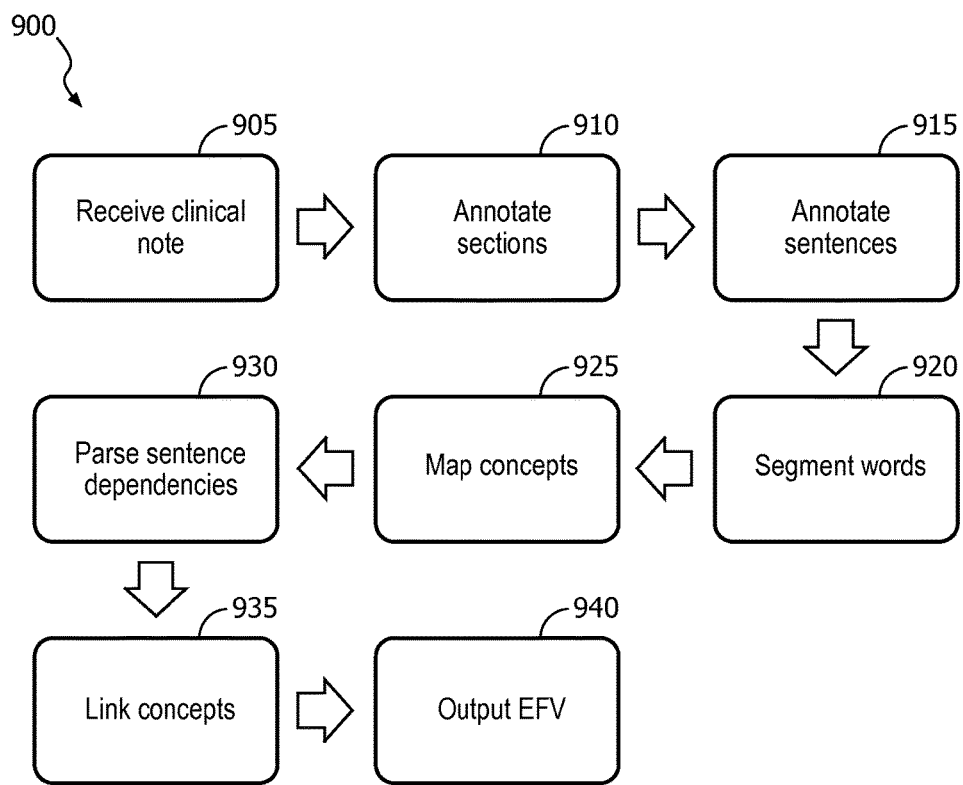 900
905
Receive clinical
note
910
Annotate
sections
915
Annotate
sentences
920
Segment words
925
Map concepts
930
Parse sentence
dependencies
935
Link concepts
940
Output EFV